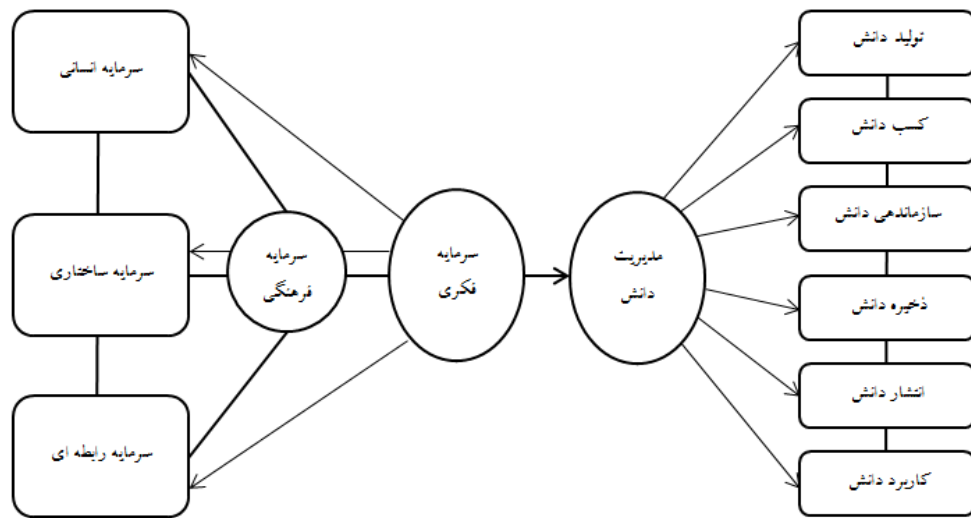 سرمایه انسانی
سرمایه ساختاری
سرمایه رابطه ای
سرمایه
فرهنگی
سرمایه
فکری
مدیریت
دانش
تولید دانش
کسب دانش
سازماندهی دانش
ذخیره دانش
انتشار دانش
کاربرد دانش